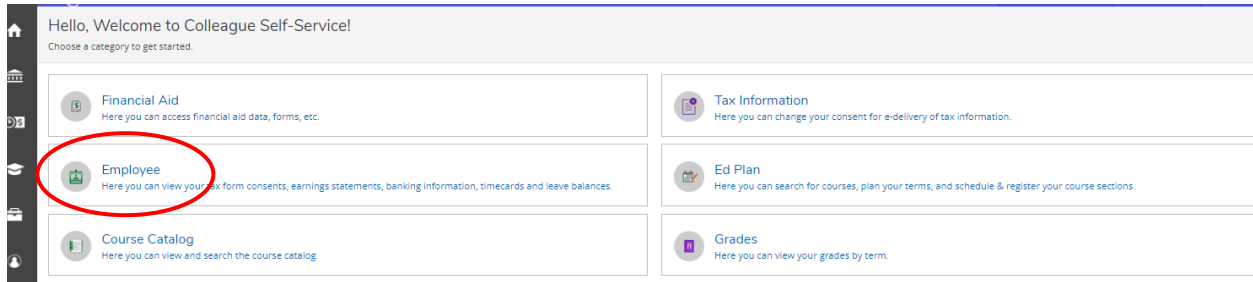 Hello, Welcome to Colleague Self-Service!
Choose a category to get started.
Financial Aid
Here you can access financial aid data, forms, etc.
Tax Information
Here you can change your consent for e-delivery of tax information.
Employee
Here you can view your tax form consents, earnings statements, banking information, timecards and leave balances.
Ed Plan
Here you can search for courses, plan your terms, and schedule & register your course sections.
Course Catalog
Here you can view and search the course catalog.
Grades
Here you can view your grades by term.